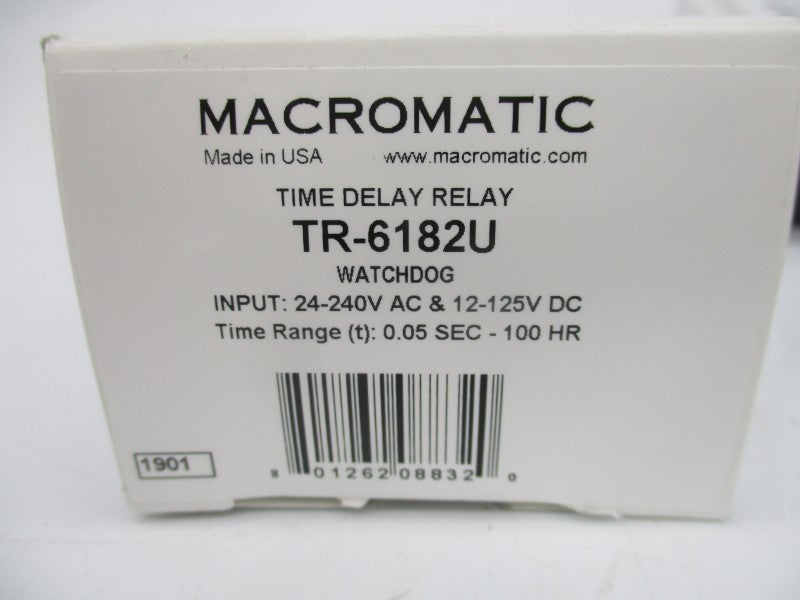 MACROMATIC
Made in USA www.macromatic.com
TIME DELAY RELAY
TR-6182U
WATCHDOG
INPUT: 24-240V AC & 12-125V DC
Time Range (t): 0.05 SEC - 100 HR
1901
8 01262 08832 0